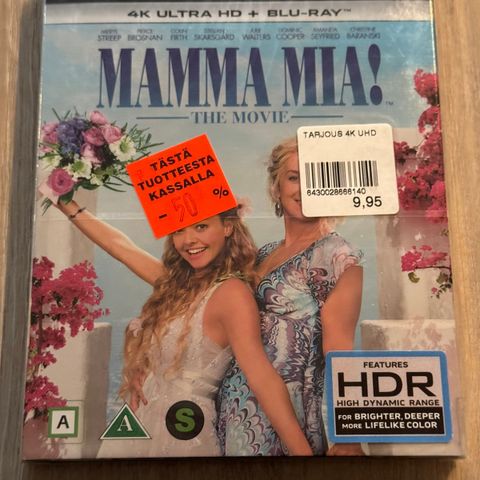 4K ULTRA HD + BLU-RAY™
MERYL STREEP PIERCE BROSNAN COLIN FIRTH STELLAN SKARSGARD JULIE WALTERS DOMINIC COOPER AMANDA SEYFRIED CHRISTINE BARANSKI
MAMMA MIA!
THE MOVIE
TÄSTÄ
TUOTTEESTA
KASSALLA
- 50 %
TARJOUS 4K UHD
6430028666140
9,95
FEATURES
HDR
HIGH DYNAMIC RANGE
FOR BRIGHTER, DEEPER
MORE LIFELIKE COLOR
A
A
S